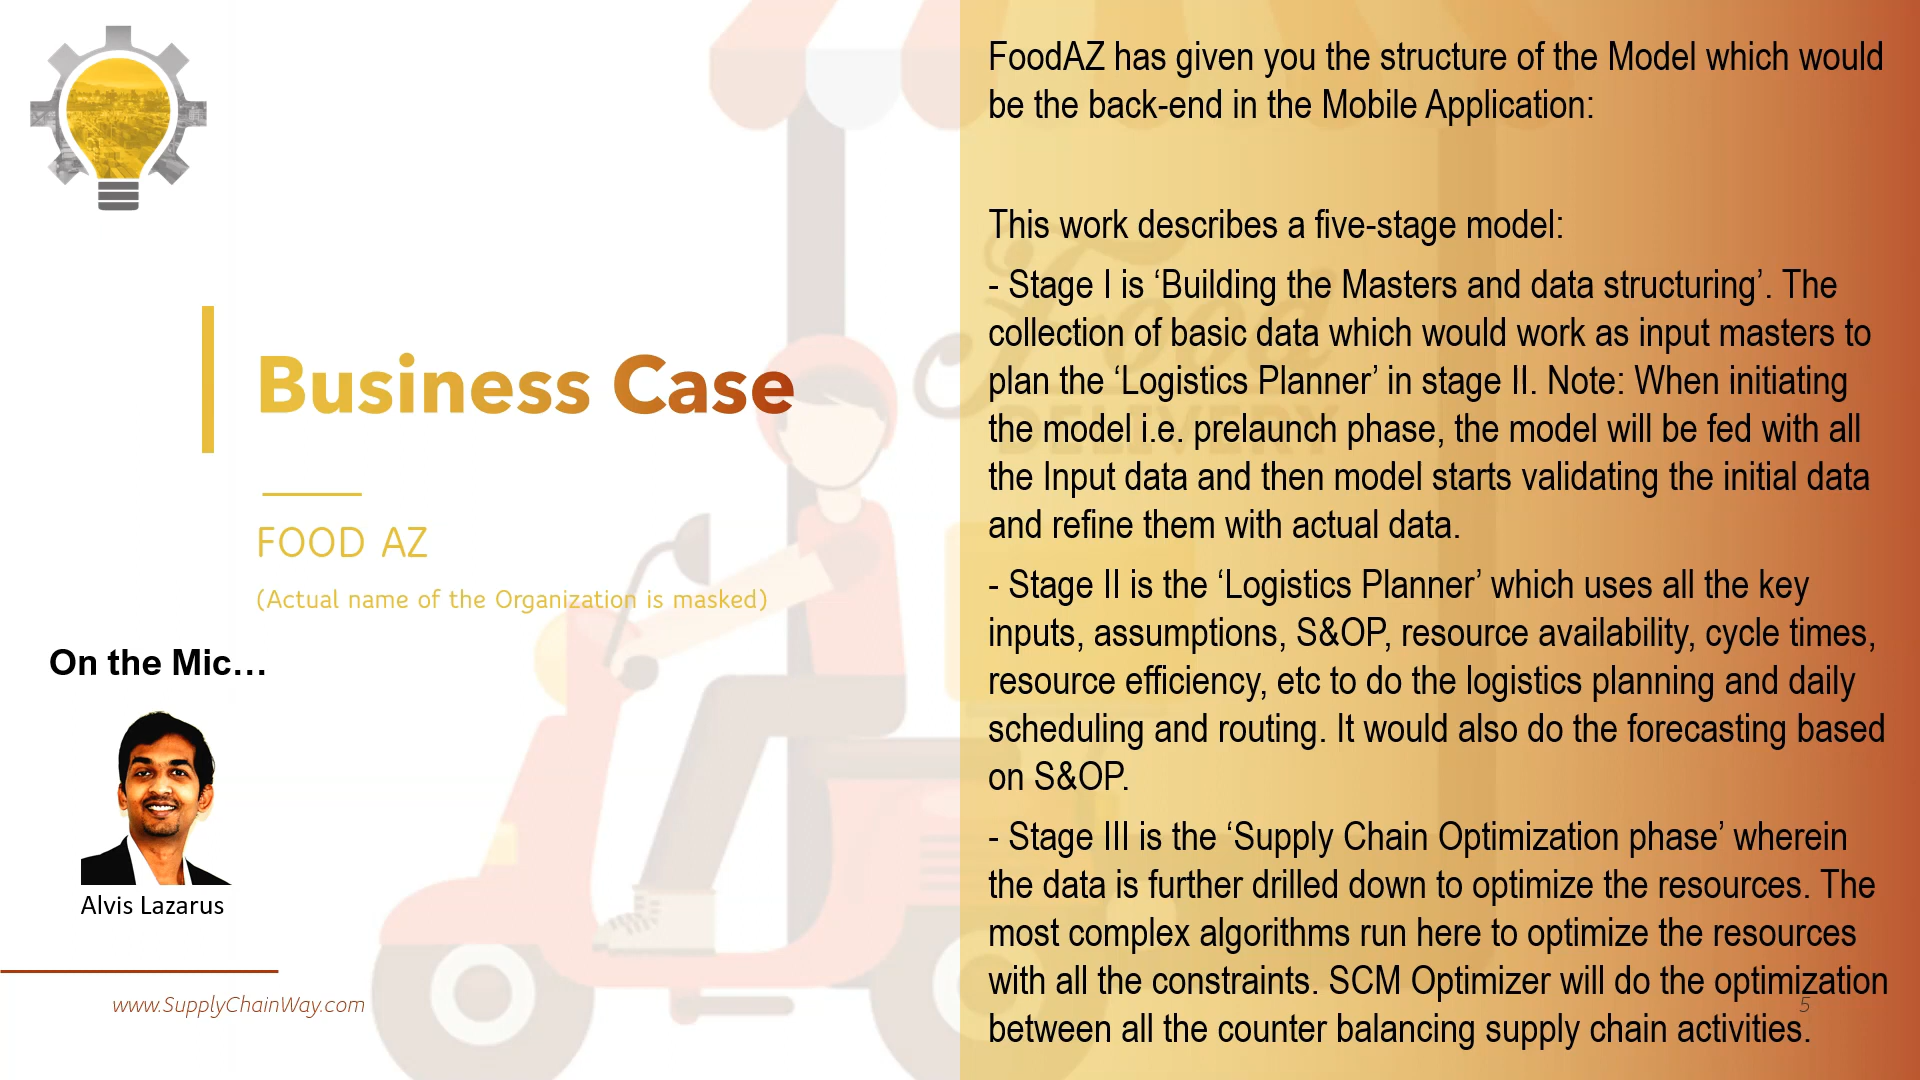 Business Case
FOOD AZ
(Actual name of the Organization is masked)
On the Mic...
Alvis Lazarus
www.SupplyChainWay.com
FoodAZ has given you the structure of the Model which would
be the back-end in the Mobile Application:
This work describes a five-stage model:
- Stage I is ‘Building the Masters and data structuring’. The
collection of basic data which would work as input masters to
plan the ‘Logistics Planner’ in stage II. Note: When initiating
the model i.e. prelaunch phase, the model will be fed with all
the Input data and then model starts validating the initial data
and refine them with actual data.
- Stage II is the ‘Logistics Planner’ which uses all the key
inputs, assumptions, S&OP, resource availability, cycle times,
resource efficiency, etc to do the logistics planning and daily
scheduling and routing. It would also do the forecasting based
on S&OP.
- Stage III is the ‘Supply Chain Optimization phase’ wherein
the data is further drilled down to optimize the resources. The
most complex algorithms run here to optimize the resources
with all the constraints. SCM Optimizer will do the optimization
between all the counter balancing supply chain activities.
5
Food
DELIVERY